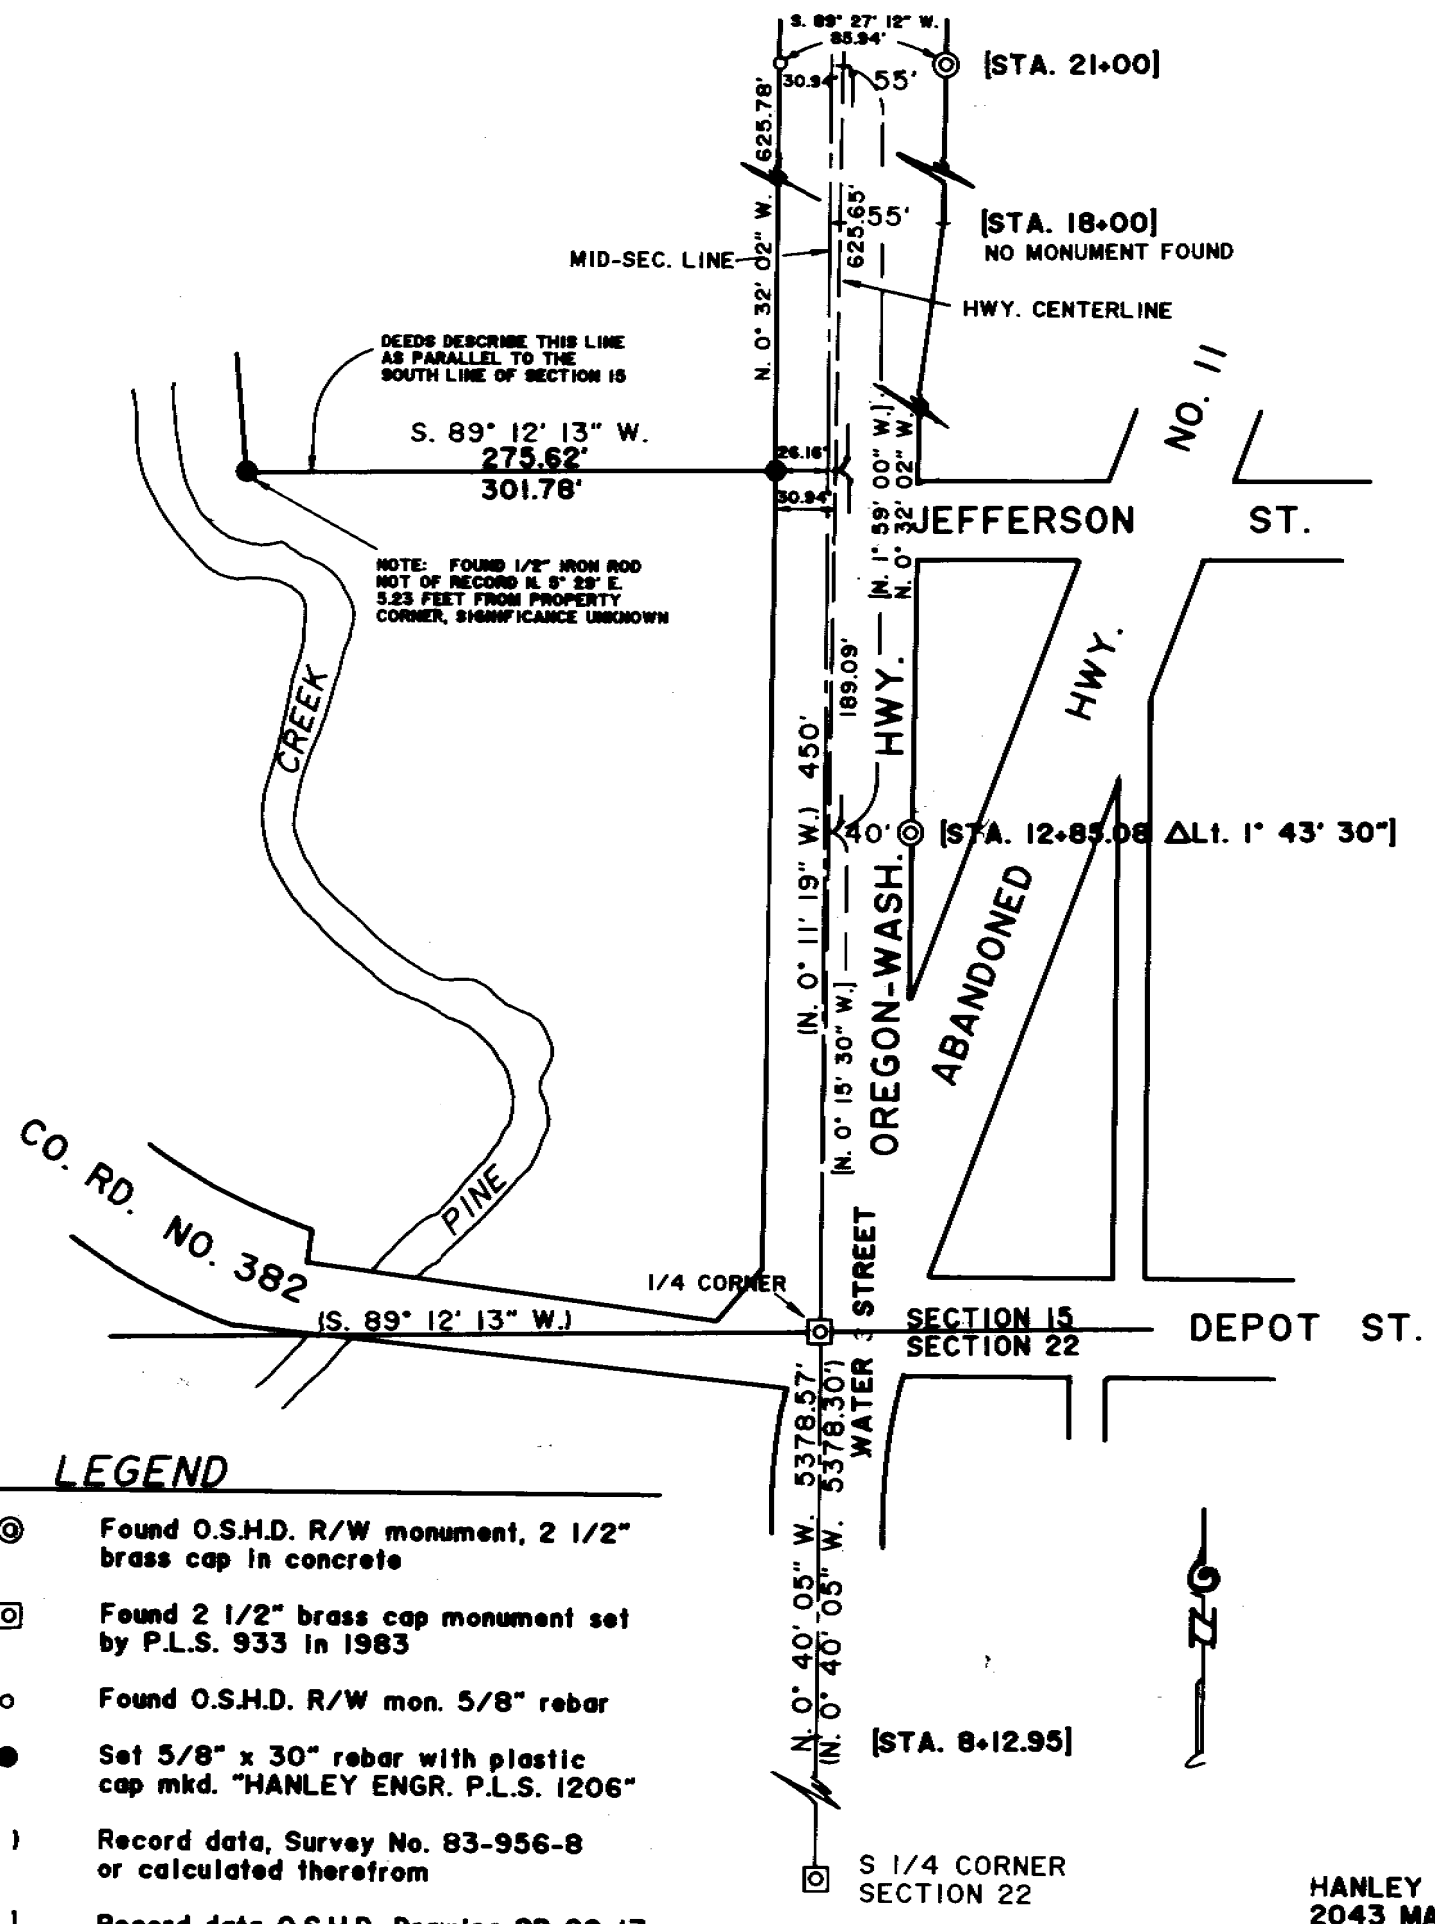 S. 89° 27' 12" W.
85.94'
[STA. 21+00]
30.94'
55'
625.78'
N. 0° 32' 02" W.
625.65'
55'
[STA. 18+00]
NO MONUMENT FOUND
MID-SEC. LINE
HWY. CENTERLINE
DEEDS DESCRIBE THIS LINE
AS PARALLEL TO THE
SOUTH LINE OF SECTION 15
NO. 11
S. 89° 12' 13" W.
275.62'
301.78'
26.16'
30.94'
[N. 1° 59' 00" W.]
N. 0° 32' 02" W.
JEFFERSON ST.
NOTE: FOUND 1/2" IRON ROD
NOT OF RECORD N. 5° 29' E.
5.23 FEET FROM PROPERTY
CORNER, SIGNIFICANCE UNKNOWN
HWY.
CREEK
189.09'
(N. 0° 11' 19" W.) 450'
40'
[STA. 12+85.08 ΔLt. 1° 43' 30"]
OREGON-WASH. HWY.
ABANDONED
[N. 0° 15' 30" W.]
CO. RD. NO. 382
PINE
WATER STREET
1/4 CORNER
(S. 89° 12' 13" W.)
SECTION 15
SECTION 22
DEPOT ST.
N. 0° 40' 05" W. 5378.57'
(N. 0° 40' 05" W. 5378.30')
LEGEND
Found O.S.H.D. R/W monument, 2 1/2"
brass cap in concrete
Found 2 1/2" brass cap monument set
by P.L.S. 933 in 1983
Found O.S.H.D. R/W mon. 5/8" rebar
Set 5/8" x 30" rebar with plastic
cap mkd. "HANLEY ENGR. P.L.S. 1206"
) Record data, Survey No. 83-956-8
or calculated therefrom
N
[STA. 8+12.95]
S 1/4 CORNER
SECTION 22
HANLEY
2043 MA